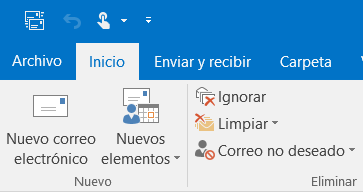 Archivo Inicio Enviar y recibir Carpeta
Nuevo correo electrónico
Nuevos elementos
Ignorar
Limpiar
Correo no deseado
Nuevo
Eliminar